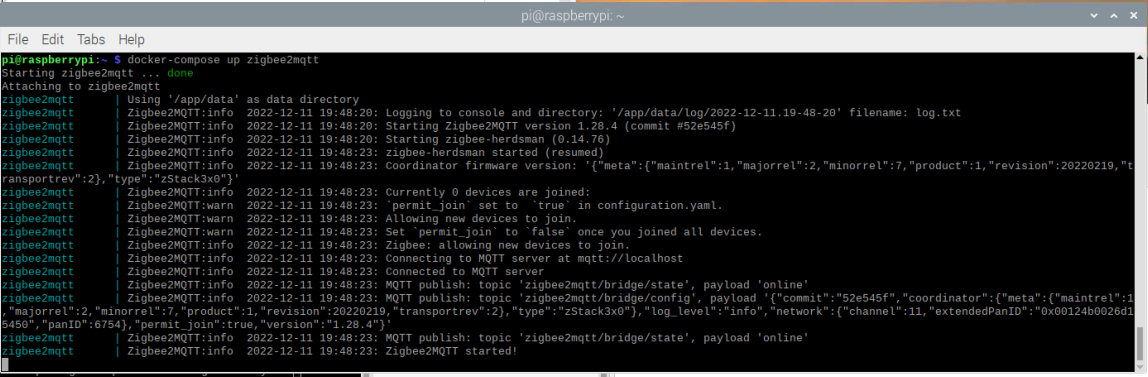 pi@raspberrypi: ~
File Edit Tabs Help
pi@raspberrypi:~ $ docker-compose up zigbee2mqtt
Starting zigbee2mqtt ... done
Attaching to zigbee2mqtt
zigbee2mqtt | Using '/app/data' as data directory
zigbee2mqtt | Zigbee2MQTT:info 2022-12-11 19:48:20: Logging to console and directory: '/app/data/log/2022-12-11.19-48-20' filename: log.txt
zigbee2mqtt | Zigbee2MQTT:info 2022-12-11 19:48:20: Starting Zigbee2MQTT version 1.28.4 (commit #52e545f)
zigbee2mqtt | Zigbee2MQTT:info 2022-12-11 19:48:20: Starting zigbee-herdsman (0.14.76)
zigbee2mqtt | Zigbee2MQTT:info 2022-12-11 19:48:23: zigbee-herdsman started (resumed)
zigbee2mqtt | Zigbee2MQTT:info 2022-12-11 19:48:23: Coordinator firmware version: '{"meta":{"maintrel":1,"majorrel":2,"minorrel":7,"product":1,"revision":20220219,"t
ransportrev":2},"type":"zStack3x0"}'
zigbee2mqtt | Zigbee2MQTT:info 2022-12-11 19:48:23: Currently 0 devices are joined:
zigbee2mqtt | Zigbee2MQTT:warn 2022-12-11 19:48:23: `permit_join` set to  `true` in configuration.yaml.
zigbee2mqtt | Zigbee2MQTT:warn 2022-12-11 19:48:23: Allowing new devices to join.
zigbee2mqtt | Zigbee2MQTT:warn 2022-12-11 19:48:23: Set `permit_join` to `false` once you joined all devices.
zigbee2mqtt | Zigbee2MQTT:info 2022-12-11 19:48:23: Zigbee: allowing new devices to join.
zigbee2mqtt | Zigbee2MQTT:info 2022-12-11 19:48:23: Connecting to MQTT server at mqtt://localhost
zigbee2mqtt | Zigbee2MQTT:info 2022-12-11 19:48:23: Connected to MQTT server
zigbee2mqtt | Zigbee2MQTT:info 2022-12-11 19:48:23: MQTT publish: topic 'zigbee2mqtt/bridge/state', payload 'online'
zigbee2mqtt | Zigbee2MQTT:info 2022-12-11 19:48:23: MQTT publish: topic 'zigbee2mqtt/bridge/config', payload '{"commit":"52e545f","coordinator":{"meta":{"maintrel":1
,"majorrel":2,"minorrel":7,"product":1,"revision":20220219,"transportrev":2},"type":"zStack3x0"},"log_level":"info","network":{"channel":11,"extendedPanID":"0x00124b0026d1
5450","panID":6754},"permit_join":true,"version":"1.28.4"}'
zigbee2mqtt | Zigbee2MQTT:info 2022-12-11 19:48:23: MQTT publish: topic 'zigbee2mqtt/bridge/state', payload 'online'
zigbee2mqtt | Zigbee2MQTT:info 2022-12-11 19:48:23: Zigbee2MQTT started!